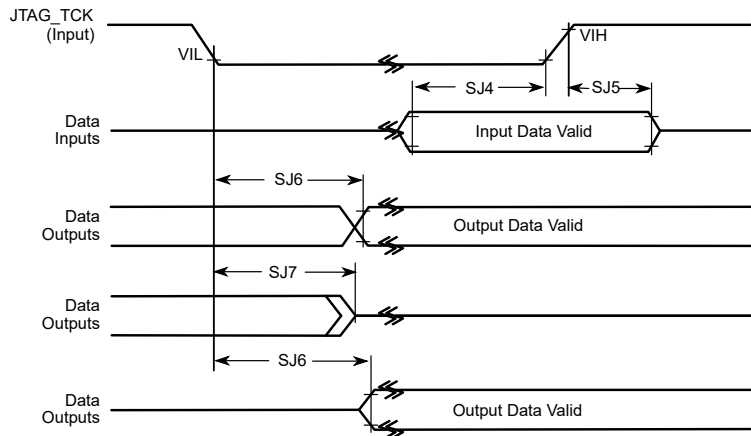 JTAG_TCK
(Input)
VIL
VIH
SJ4
SJ5
Data
Inputs
Input Data Valid
SJ6
Data
Outputs
Output Data Valid
SJ7
Data
Outputs
SJ6
Data
Outputs
Output Data Valid